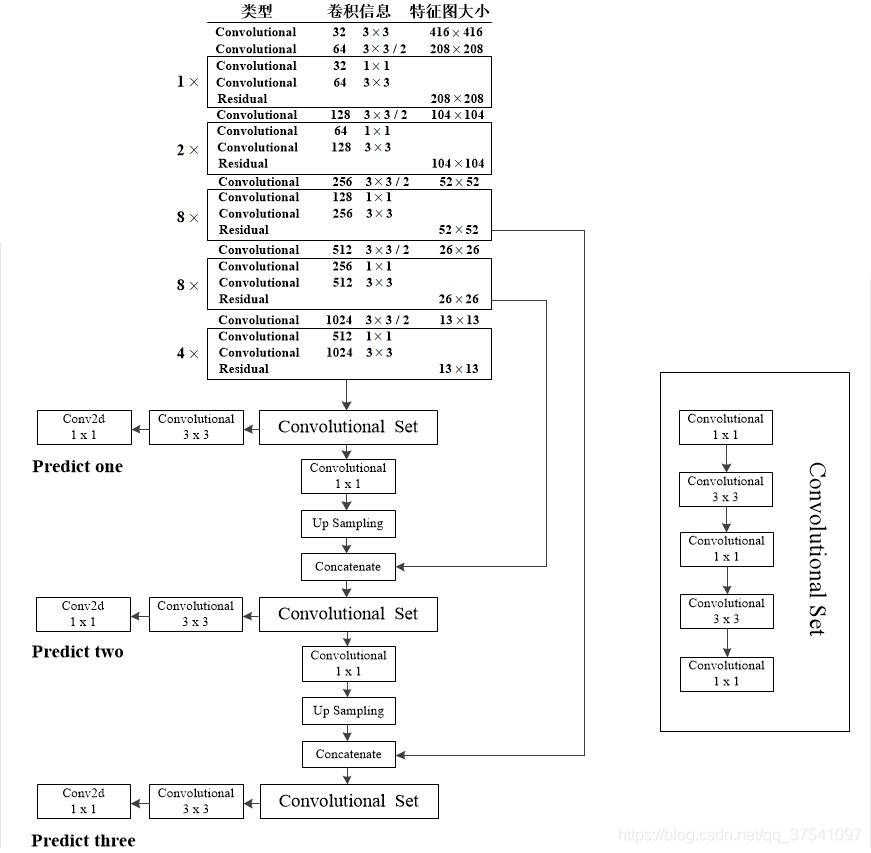 类型 卷积信息 特征图大小
Convolutional 32 3×3 416×416
Convolutional 64 3×3/2 208×208
1×
Convolutional 32 1×1
Convolutional 64 3×3
Residual 208×208
Convolutional 128 3×3/2 104×104
2×
Convolutional 64 1×1
Convolutional 128 3×3
Residual 104×104
Convolutional 256 3×3/2 52×52
8×
Convolutional 128 1×1
Convolutional 256 3×3
Residual 52×52
Convolutional 512 3×3/2 26×26
8×
Convolutional 256 1×1
Convolutional 512 3×3
Residual 26×26
Convolutional 1024 3×3/2 13×13
4×
Convolutional 512 1×1
Convolutional 1024 3×3
Residual 13×13
Convolutional Set
Convolutional
3 x 3
Conv2d
1 x 1
Predict one
Convolutional
1 x 1
Up Sampling
Concatenate
Convolutional Set
Convolutional
3 x 3
Conv2d
1 x 1
Predict two
Convolutional
1 x 1
Up Sampling
Concatenate
Convolutional Set
Convolutional
3 x 3
Conv2d
1 x 1
Predict three
Convolutional
1 x 1
Convolutional
3 x 3
Convolutional
1 x 1
Convolutional
3 x 3
Convolutional
1 x 1
Convolutional Set
https://blog.csdn.net/qq_37541097